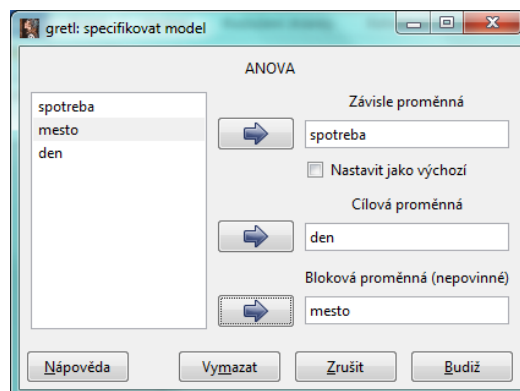 gretl: specifikovat model
ANOVA
spotreba
mesto
den
Závisle proměnná
spotreba
Nastavit jako výchozí
Cílová proměnná
den
Bloková proměnná (nepovinné)
mesto
Nápověda
Vymazat
Zrušit
Budiž